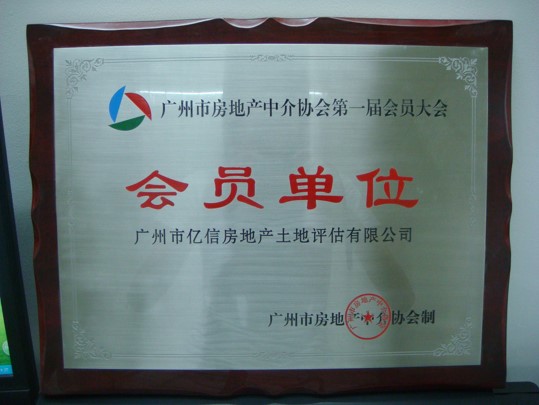 广州市房地产中介协会第一届会员大会
会员单位
广州市亿信房地产土地评估有限公司
广州市房地产中介协会制